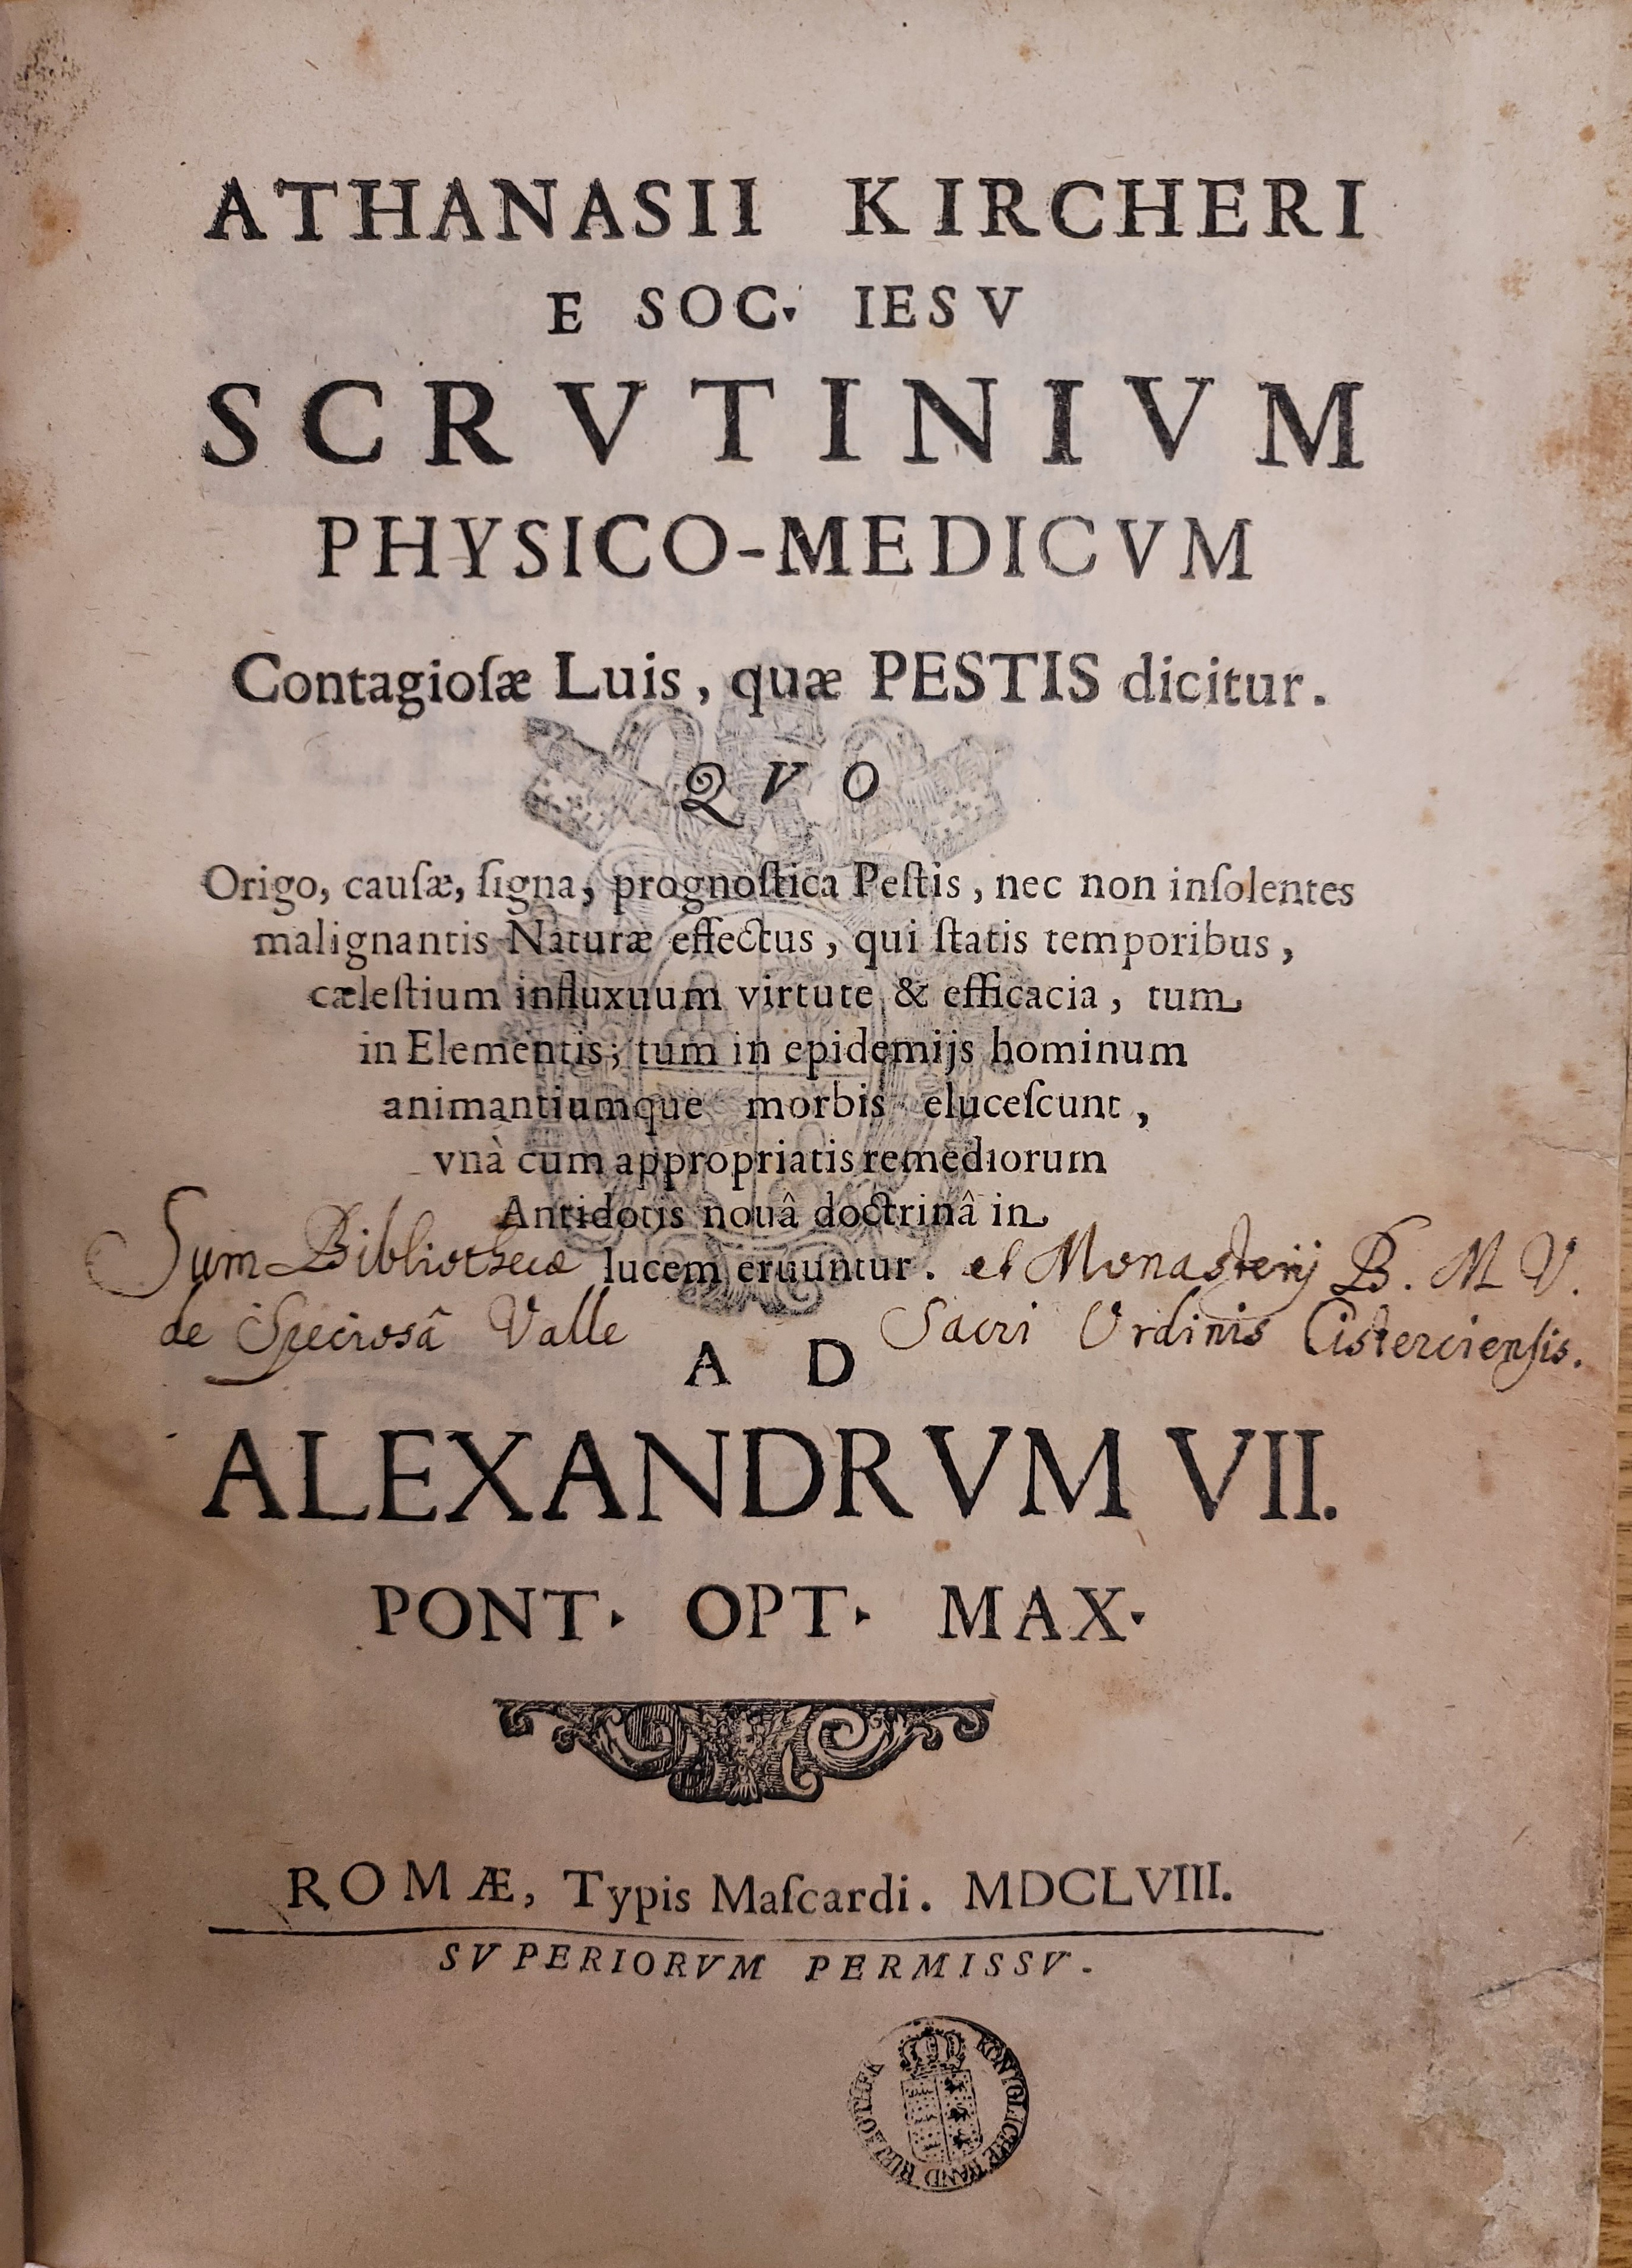 ATHANASII KIRCHERI
E SOC. IESV
SCRVTINIVM
PHYSICO-MEDICVM
Contagioſæ Luis, quæ PESTIS dicitur.
QVO
Origo, cauſæ, ſigna, prognoſtica Peſtis, nec non inſolentes
malignantis Naturæ effectus, qui ſtatis temporibus,
cæleſtium influxuum virtute & efficacia, tum
in Elementis; tum in epidemijs hominum
animantiumque morbis eluceſcunt,
vnà cum appropriatis remediorum
Antidotis nouâ doctrinâ in
lucem eruuntur.
Sum Bibliothecæ et Monasterij B. M V.
de Speciosâ Valle Sacri Ordinis Cisterciensis.
AD
ALEXANDRVM VII.
PONT. OPT. MAX.
ROMÆ, Typis Maſcardi. MDCLVIII.
SVPERIORVM PERMISSV.
KONIGLICHE HAND BIBLIOTHEK